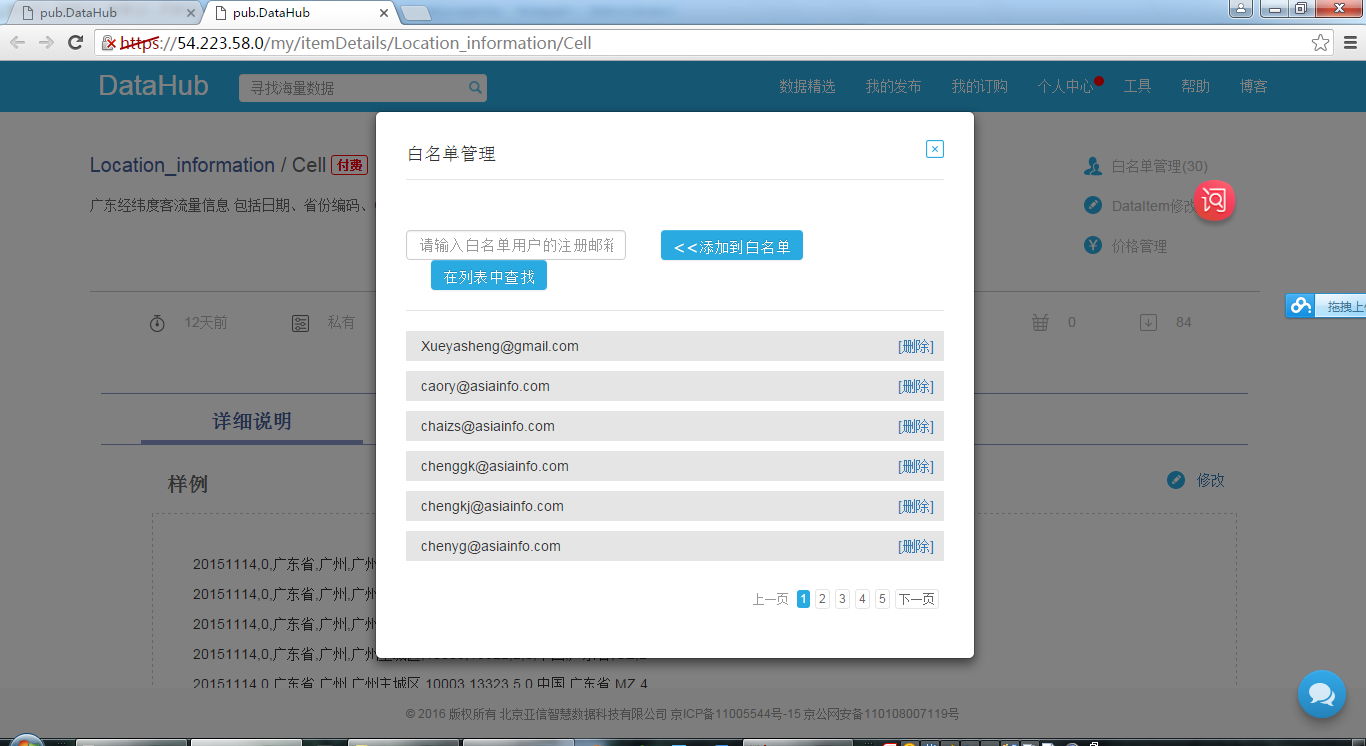 pub.DataHub
pub.DataHub
https://54.223.58.0/my/itemDetails/Location_information/Cell
DataHub
寻找海量数据
数据精选 我的发布 我的订购 个人中心 工具 帮助 博客
白名单管理
Location_information / Cell 付费
白名单管理(30)
广东经纬度客流量信息 包括日期、省份编码、
DataItem修改
询
请输入白名单用户的注册邮箱 <<添加到白名单
价格管理
在列表中查找
拖拽上
12天前 私有 0 84
Xueyasheng@gmail.com [删除]
caory@asiainfo.com [删除]
详细说明
chaizs@asiainfo.com [删除]
chenggk@asiainfo.com [删除]
样例
修改
chengkj@asiainfo.com [删除]
chenyg@asiainfo.com [删除]
20151114,0,广东省,广州,广州
20151114,0,广东省,广州,广州
上一页 1 2 3 4 5 下一页
20151114,0,广东省,广州,广州
20151114,0,广东省,广州,广州主城区
20151114,0,广东省,广州,广州主城区,10003,13323,5,0,中国,广东省,MZ,4
© 2016 版权所有 北京亚信智慧数据科技有限公司 京ICP备11005544号-15 京公网安备110108007119号